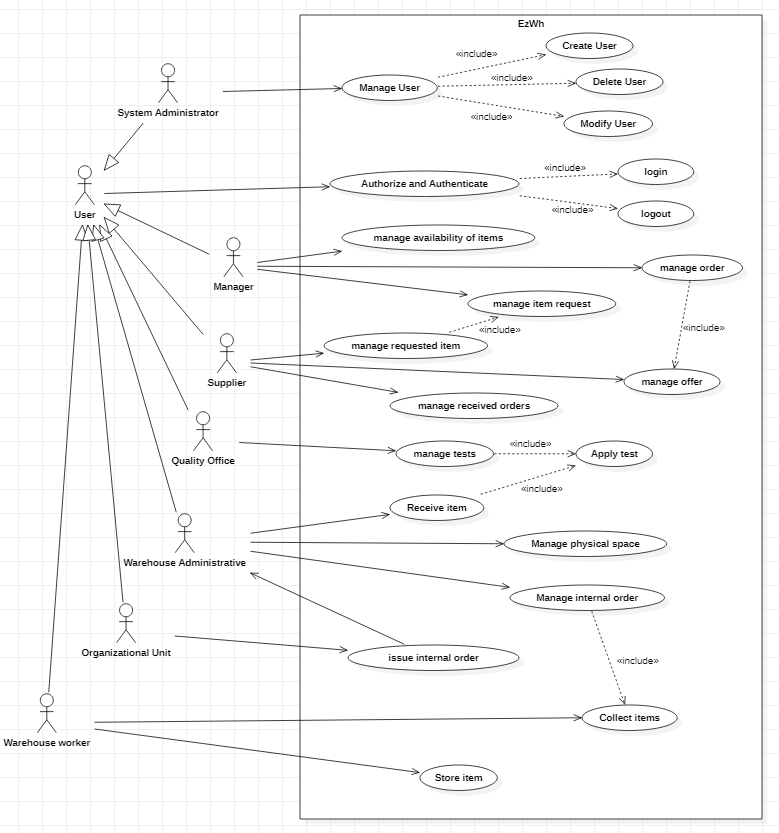 EzWh
Create User
«include»
Delete User
«include»
System Administrator
Manage User
«include»
Modify User
login
«include»
User
Authorize and Authenticate
«include»
logout
manage availability of items
Manager
manage order
manage item request
«include»
«include»
manage requested item
Supplier
manage offer
manage received orders
Quality Office
manage tests
«include»
Apply test
«include»
Receive item
Warehouse Administrative
Manage physical space
Manage internal order
Organizational Unit
issue internal order
«include»
Warehouse worker
Collect items
Store item